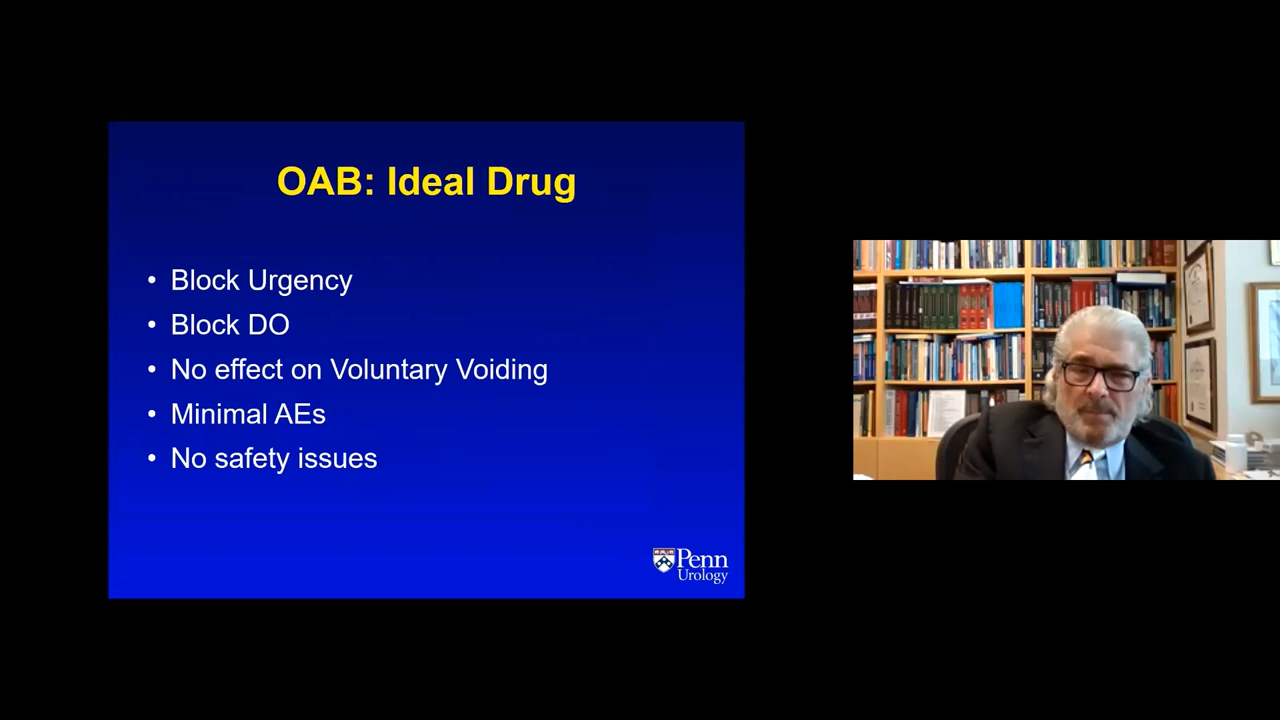 OAB: Ideal Drug
• Block Urgency
• Block DO
• No effect on Voluntary Voiding
• Minimal AEs
• No safety issues
Penn
Urology